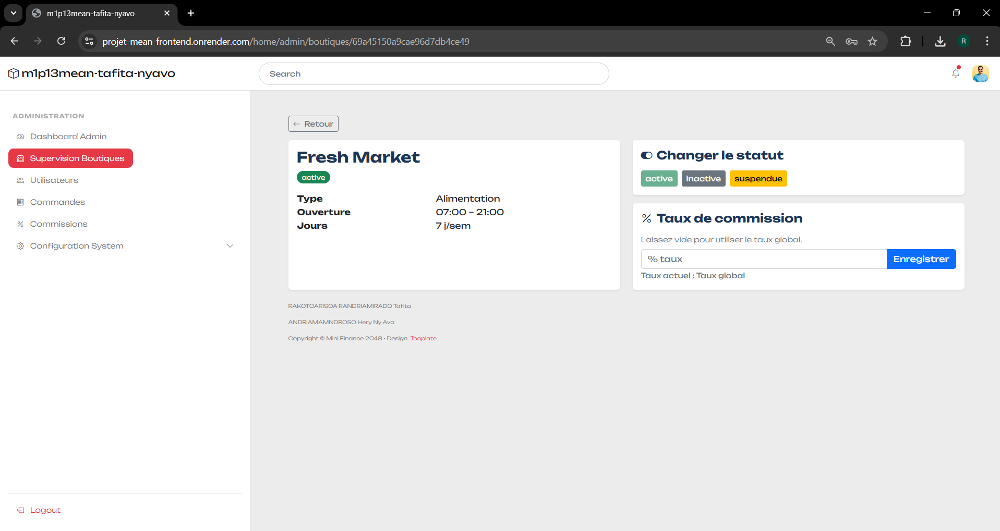 m1p13mean-tafita-nyavo
projet-mean-frontend.onrender.com/home/admin/boutiques/69a45150a9cae96d7db4ce49
R
m1p13mean-tafita-nyavo
Search
ADMINISTRATION
Dashboard Admin
Supervision Boutiques
Utilisateurs
Commandes
Commissions
Configuration System
Logout
Retour
Fresh Market
active
Type Alimentation
Ouverture 07:00 – 21:00
Jours 7 j/sem
Changer le statut
active inactive suspendue
% Taux de commission
Laissez vide pour utiliser le taux global.
% taux Enregistrer
Taux actuel : Taux global
RAKOTOARISOA RANDRIAMIRADO Tafita
ANDRIAMAMNDROSO Hery Ny Avo
Copyright © Mini Finance 2048 - Design: Tooplate